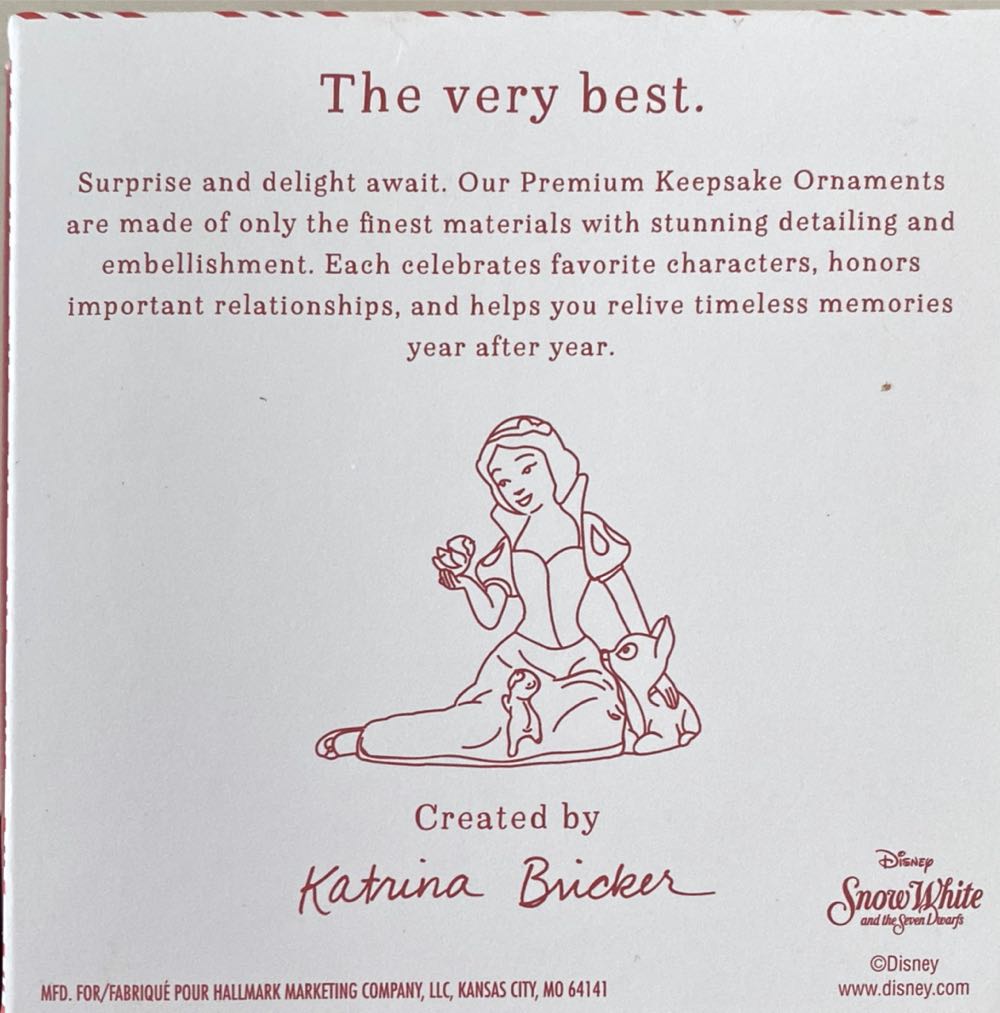 The very best.
Surprise and delight await. Our Premium Keepsake Ornaments
are made of only the finest materials with stunning detailing and
embellishment. Each celebrates favorite characters, honors
important relationships, and helps you relive timeless memories
year after year.
Created by
Katrina Bricker
Disney
Snow White
and the Seven Dwarfs
©Disney
www.disney.com
MFD. FOR/FABRIQUÉ POUR HALLMARK MARKETING COMPANY, LLC, KANSAS CITY, MO 64141